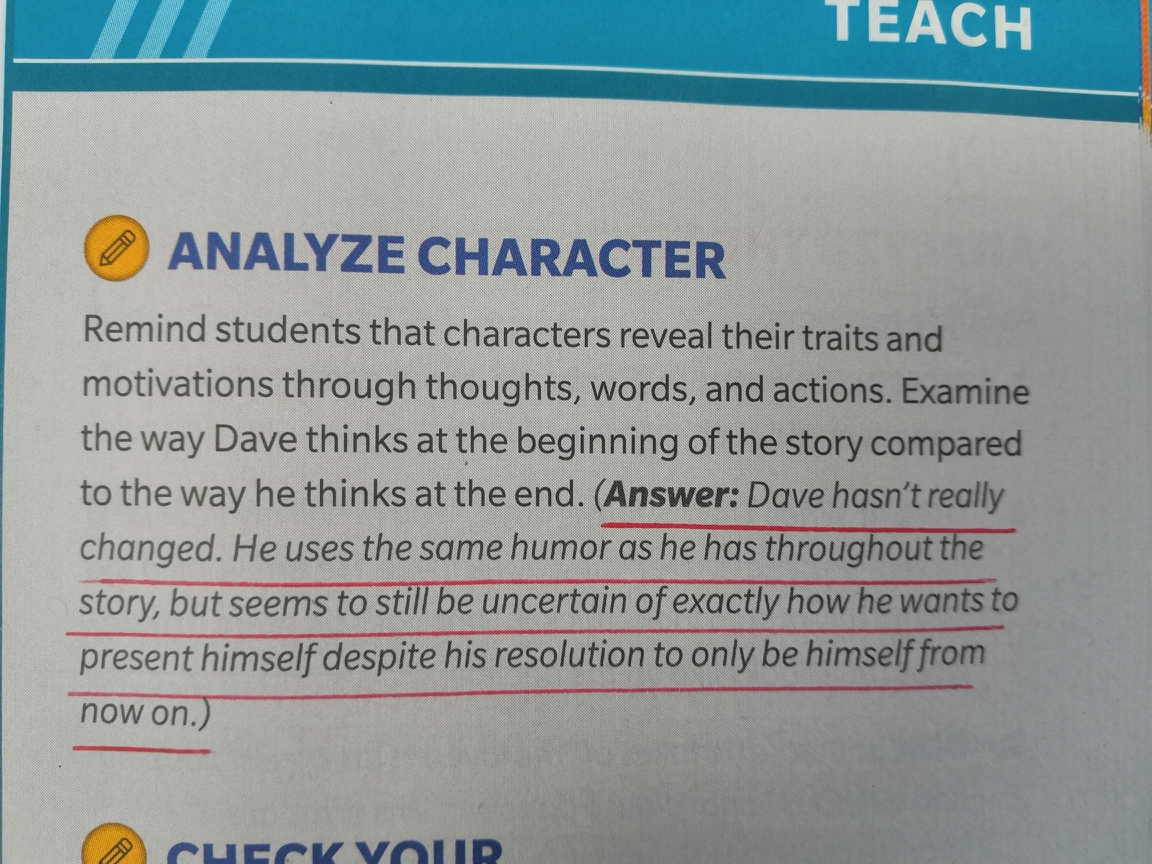 TEACH
ANALYZE CHARACTER
Remind students that characters reveal their traits and
motivations through thoughts, words, and actions. Examine
the way Dave thinks at the beginning of the story compared
to the way he thinks at the end. (Answer: Dave hasn't really
changed. He uses the same humor as he has throughout the
story, but seems to still be uncertain of exactly how he wants to
present himself despite his resolution to only be himself from
now on.)
CHECK YOUR